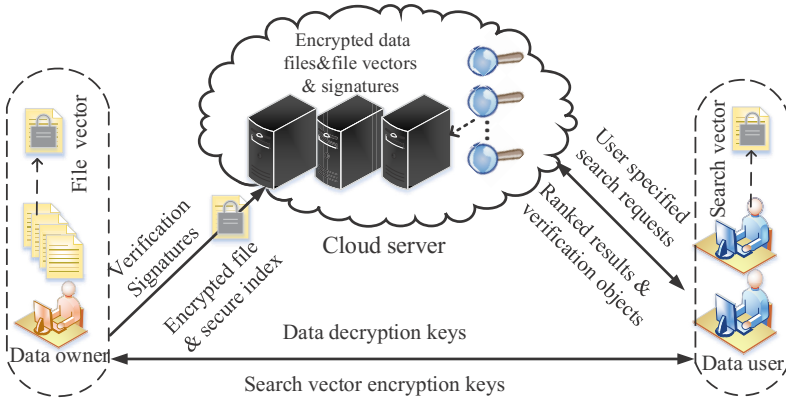 Encrypted data
files&file vectors
& signatures
File vector
Search vector
User specified
search requests
Ranked results &
verification objects
Verification
Signatures
Encrypted file
& secure index
Cloud server
Data decryption keys
Data owner
Data user
Search vector encryption keys